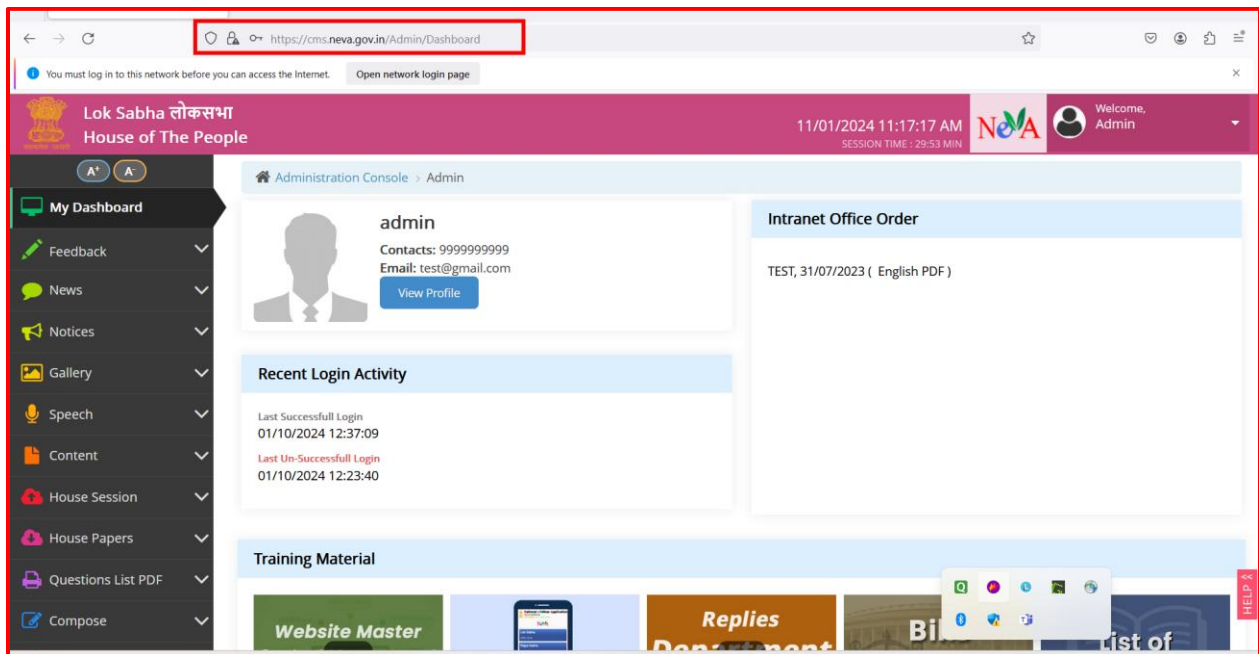 https://cms.neva.gov.in/Admin/Dashboard
You must log in to this network before you can access the Internet. Open network login page
Lok Sabha लोकसभा
House of The People
11/01/2024 11:17:17 AM
SESSION TIME : 29:53 MIN
NeVA
Welcome,
Admin
A+ A-
Administration Console > Admin
My Dashboard
Feedback
News
Notices
Gallery
Speech
Content
House Session
House Papers
Questions List PDF
Compose
admin
Contacts: 9999999999
Email: test@gmail.com
View Profile
Intranet Office Order
TEST, 31/07/2023 ( English PDF )
Recent Login Activity
Last Successfull Login
01/10/2024 12:37:09
Last Un-Successfull Login
01/10/2024 12:23:40
Training Material
Website Master
Replies
Department
List of
HELP <<